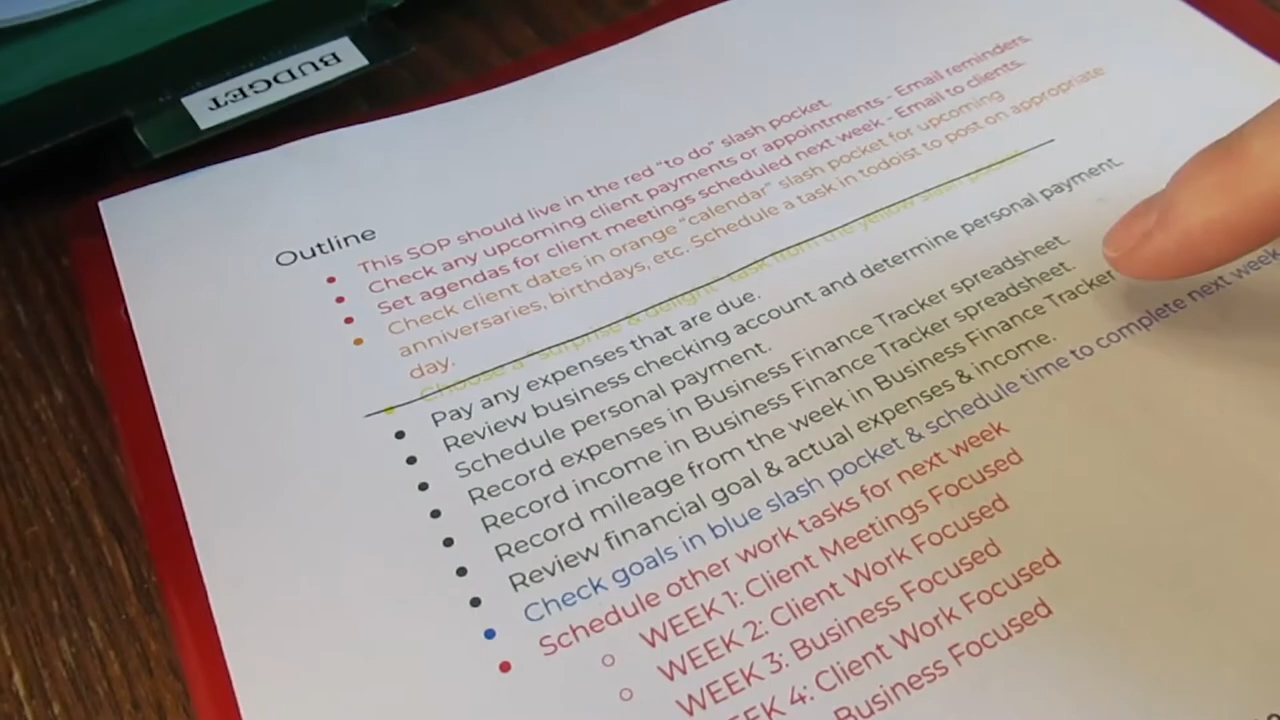 BUDGET
Outline
This SOP should live in the red "to do" slash pocket.
Check any upcoming client payments or appointments - Email reminders.
Set agendas for client meetings scheduled next week - Email to clients.
Check client dates in orange "calendar" slash pocket for upcoming
anniversaries, birthdays, etc. Schedule a task in todoist to post on appropriate
day.
Choose a "surprise & delight" task from the yellow slash pocket.
Pay any expenses that are due.
Review business checking account and determine personal payment.
Schedule personal payment.
Record expenses in Business Finance Tracker spreadsheet.
Record income in Business Finance Tracker spreadsheet.
Record mileage from the week in Business Finance Tracker
Review financial goal & actual expenses & income.
Check goals in blue slash pocket & schedule time to complete next week
Schedule other work tasks for next week
WEEK 1: Client Meetings Focused
WEEK 2: Client Work Focused
WEEK 3: Business Focused
4: Client Work Focused
Business Focused